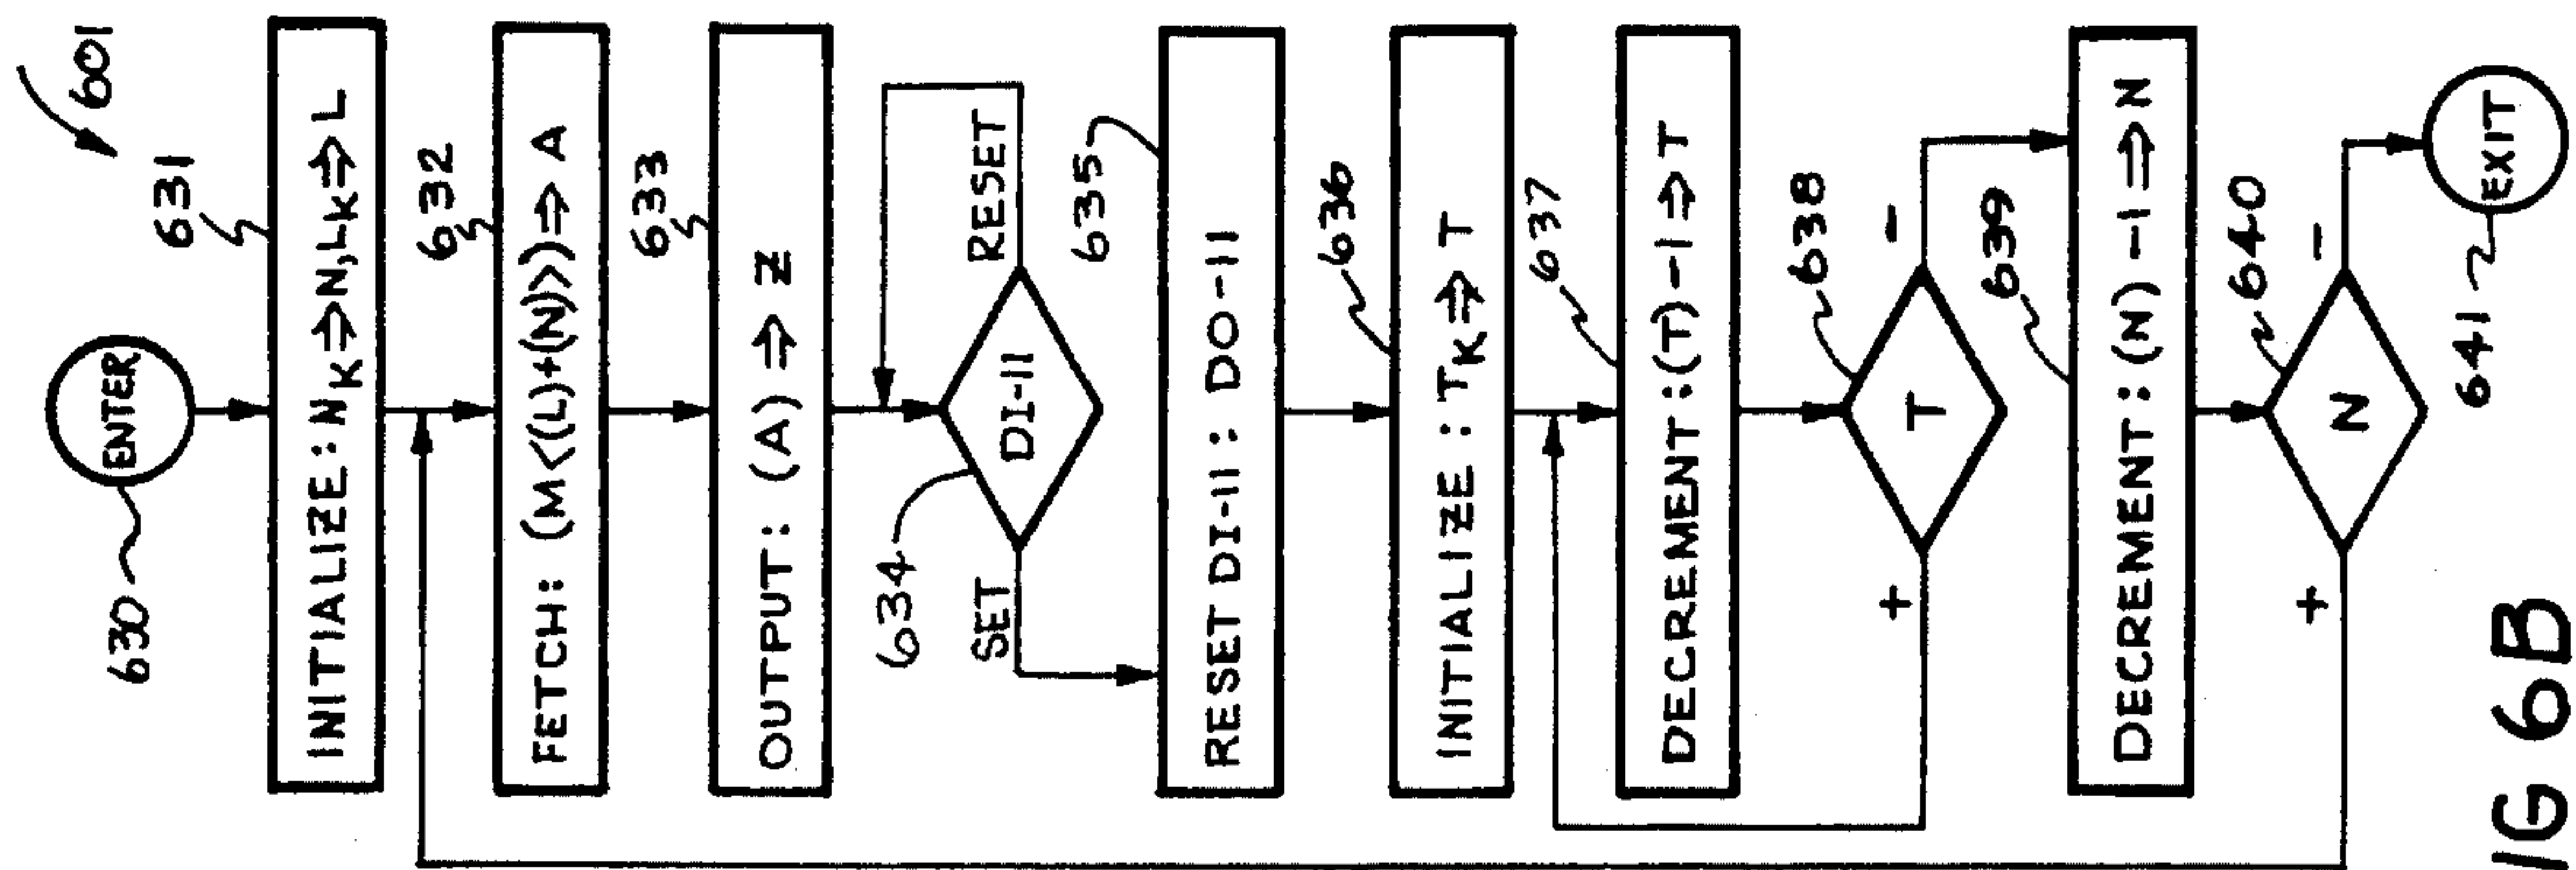 601
ENTER
630
631
INITIALIZE: NK⇒N, LK⇒L
632
FETCH: (M<(L)+(N)>)⇒A
633
OUTPUT: (A)⇒Z
634
DI-11
RESET
SET
635
RESET DI-11: DO-11
636
INITIALIZE: TK⇒T
637
DECREMENT:(T)-1⇒T
638
T
+
-
639
DECREMENT: (N)-1⇒N
640
N
+
-
641
EXIT
IG 6B